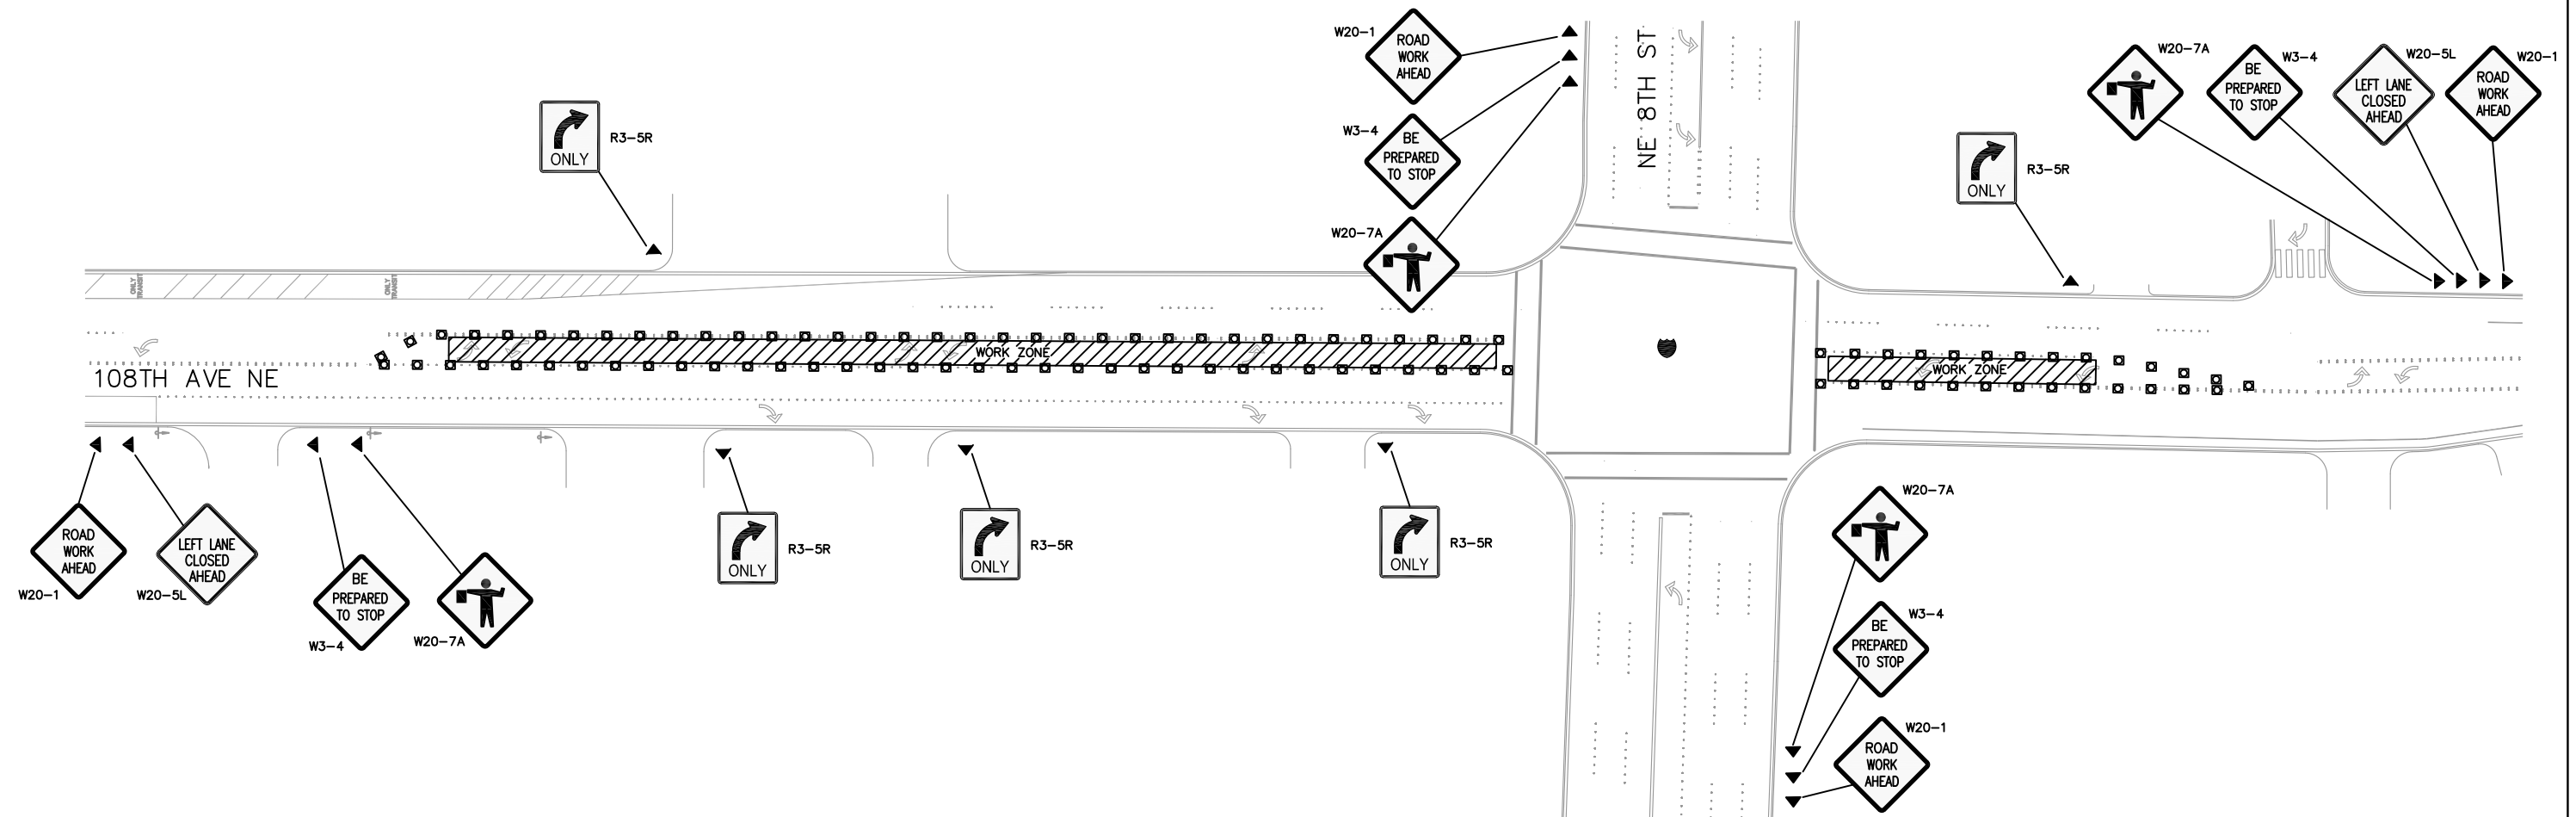 W20-1
ROAD
WORK
AHEAD
W3-4
BE
PREPARED
TO STOP
W20-7A
NE 8TH ST
W20-7A
BE
PREPARED
TO STOP
W3-4
LEFT LANE
CLOSED
AHEAD
W20-5L
ROAD
WORK
AHEAD
W20-1
ONLY
R3-5R
ONLY
R3-5R
ONLY
TRANSIT
ONLY
TRANSIT
WORK ZONE
WORK ZONE
108TH AVE NE
ROAD
WORK
AHEAD
W20-1
LEFT LANE
CLOSED
AHEAD
W20-5L
BE
PREPARED
TO STOP
W3-4
W20-7A
ONLY
R3-5R
ONLY
R3-5R
ONLY
R3-5R
W20-7A
W3-4
BE
PREPARED
TO STOP
W20-1
ROAD
WORK
AHEAD